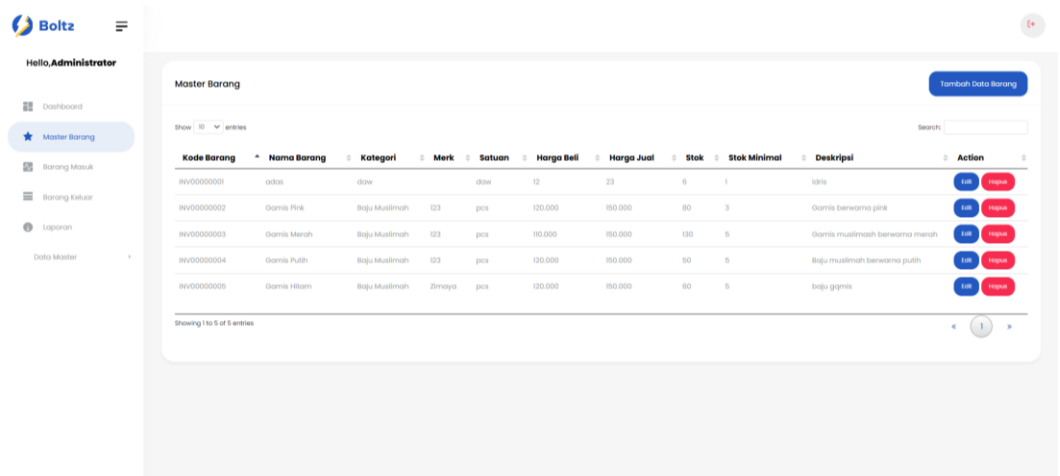 Boltz
Hello,Administrator
Dashboard
Master Barang
Barang Masuk
Barang Keluar
Laporan
Data Master
Master Barang
Tambah Data Barang
Show 10 entries
Search:
Kode Barang Nama Barang Kategori Merk Satuan Harga Beli Harga Jual Stok Stok Minimal Deskripsi Action
INV00000001 adas daw daw 12 23 6 1 idris Edit Hapus
INV00000002 Gamis Pink Baju Muslimah 123 pcs 120.000 150.000 80 3 Gamis berwarna pink Edit Hapus
INV00000003 Gamis Merah Baju Muslimah 123 pcs 110.000 150.000 130 5 Gamis muslimash berwarna merah Edit Hapus
INV00000004 Gamis Putih Baju Muslimah 123 pcs 120.000 150.000 50 5 Baju muslimah berwarna putih Edit Hapus
INV00000005 Gamis Hitam Baju Muslimah Zimaya pcs 120.000 150.000 60 5 baju gqmis Edit Hapus
Showing 1 to 5 of 5 entries
« 1 »